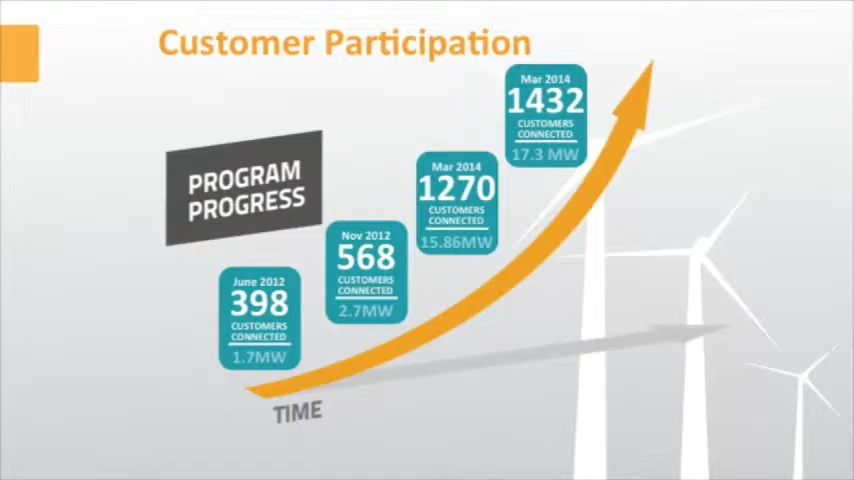 Customer Participation
PROGRAM
PROGRESS
June 2012
398
CUSTOMERS
CONNECTED
1.7MW
Nov 2012
568
CUSTOMERS
CONNECTED
2.7MW
Mar 2014
1270
CUSTOMERS
CONNECTED
15.86MW
Mar 2014
1432
CUSTOMERS
CONNECTED
17.3 MW
TIME